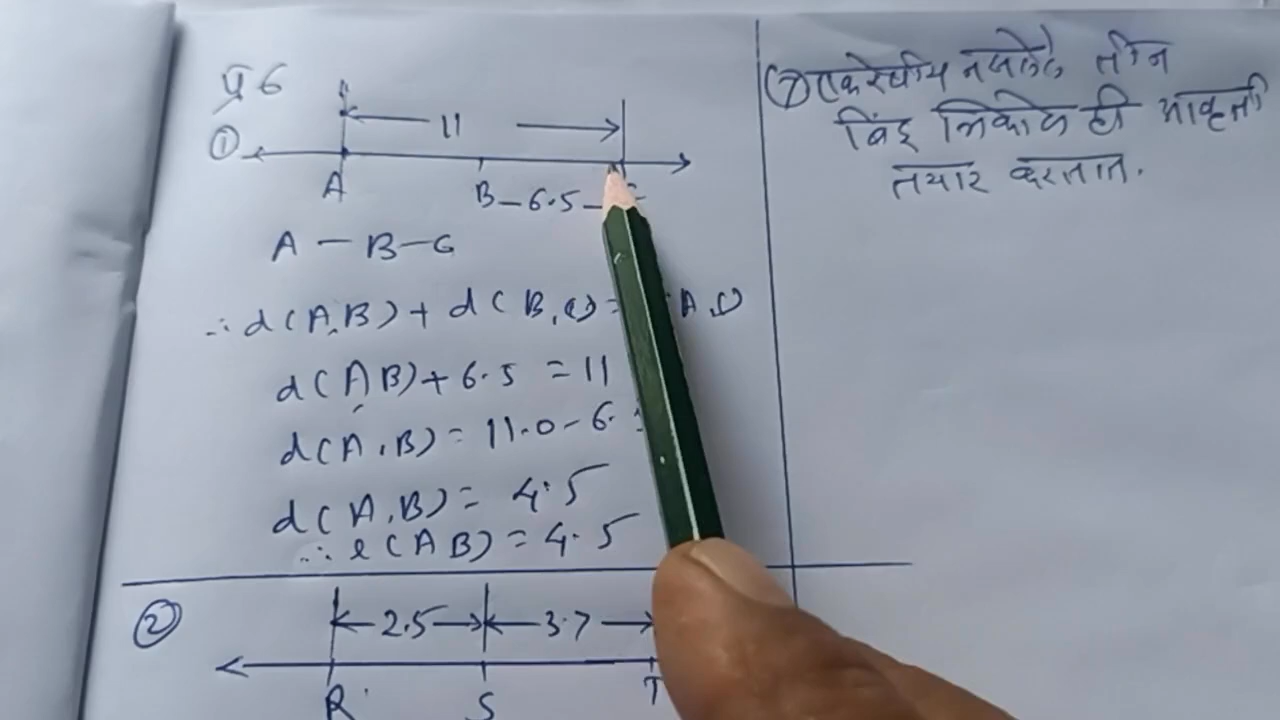 प्र 6
① 11
A B - 6.5 -
A - B - C
∴ d(A,B) + d(B,C) = A,C)
d(A,B) + 6.5 = 11
d(A,B) = 11.0 - 6.
d(A,B) = 4.5
∴ l(AB) = 4.5
② 2.5 3.7
R S T
⑦ एकरेषीय नसलेले तीन
बिंदू त्रिकोण ही आकृती
तयार करतात.